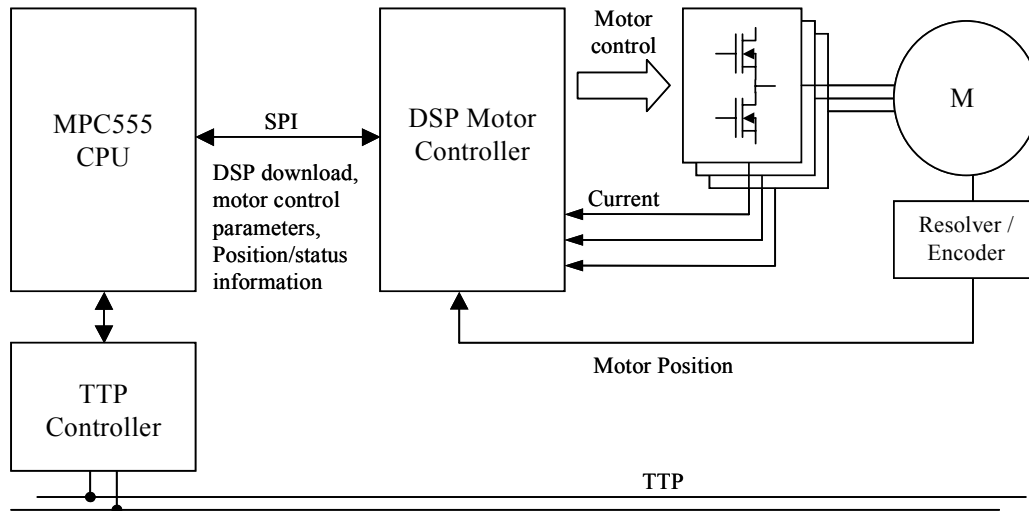 Motor
control
MPC555
CPU
SPI
DSP download,
motor control
parameters,
Position/status
information
DSP Motor
Controller
Current
M
Resolver /
Encoder
Motor Position
TTP
Controller
TTP